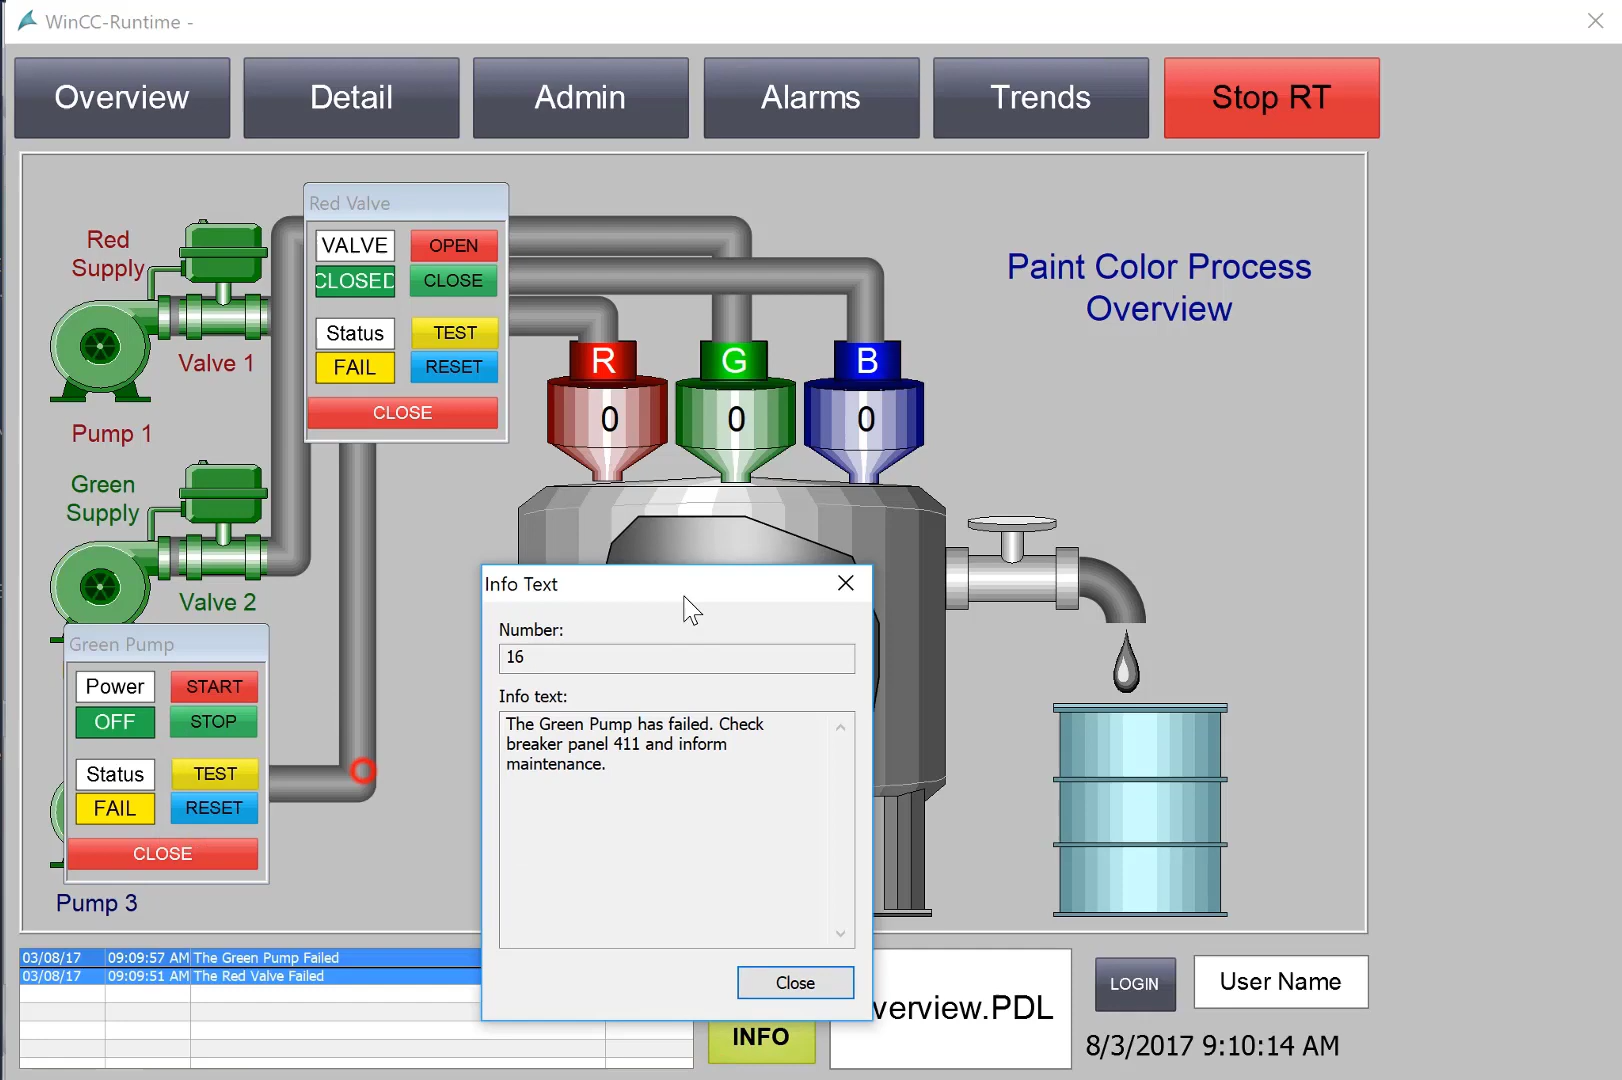 WinCC-Runtime -
Overview
Detail
Admin
Alarms
Trends
Stop RT
Red Valve
VALVE
OPEN
CLOSED
CLOSE
Status
TEST
FAIL
RESET
CLOSE
Red
Supply
Valve 1
Pump 1
Green
Supply
Valve 2
Green Pump
Power
START
OFF
STOP
Status
TEST
FAIL
RESET
CLOSE
Pump 3
R
G
B
0
0
0
Paint Color Process
Overview
Info Text
Number:
16
Info text:
The Green Pump has failed. Check
breaker panel 411 and inform
maintenance.
Close
03/08/17 09:09:57 AM The Green Pump Failed
03/08/17 09:09:51 AM The Red Valve Failed
INFO
verview.PDL
LOGIN
User Name
8/3/2017 9:10:14 AM